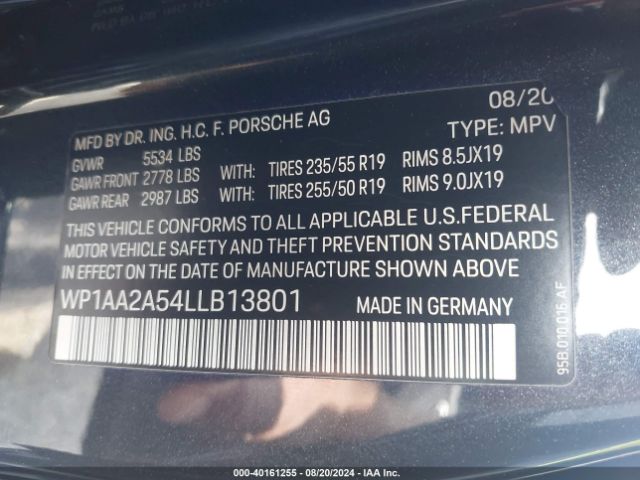 08/20
MFD BY DR. ING. H.C. F. PORSCHE AG TYPE: MPV
GVWR 5534 LBS
GAWR FRONT 2778 LBS WITH: TIRES 235/55 R19 RIMS 8.5JX19
GAWR REAR 2987 LBS WITH: TIRES 255/50 R19 RIMS 9.0JX19
THIS VEHICLE CONFORMS TO ALL APPLICABLE U.S.FEDERAL
MOTOR VEHICLE SAFETY AND THEFT PREVENTION STANDARDS
IN EFFECT ON THE DATE OF MANUFACTURE SHOWN ABOVE.
WP1AA2A54LLB13801 MADE IN GERMANY
95B.010.016.AF
000-40161255 - 08/20/2024 - IAA Inc.